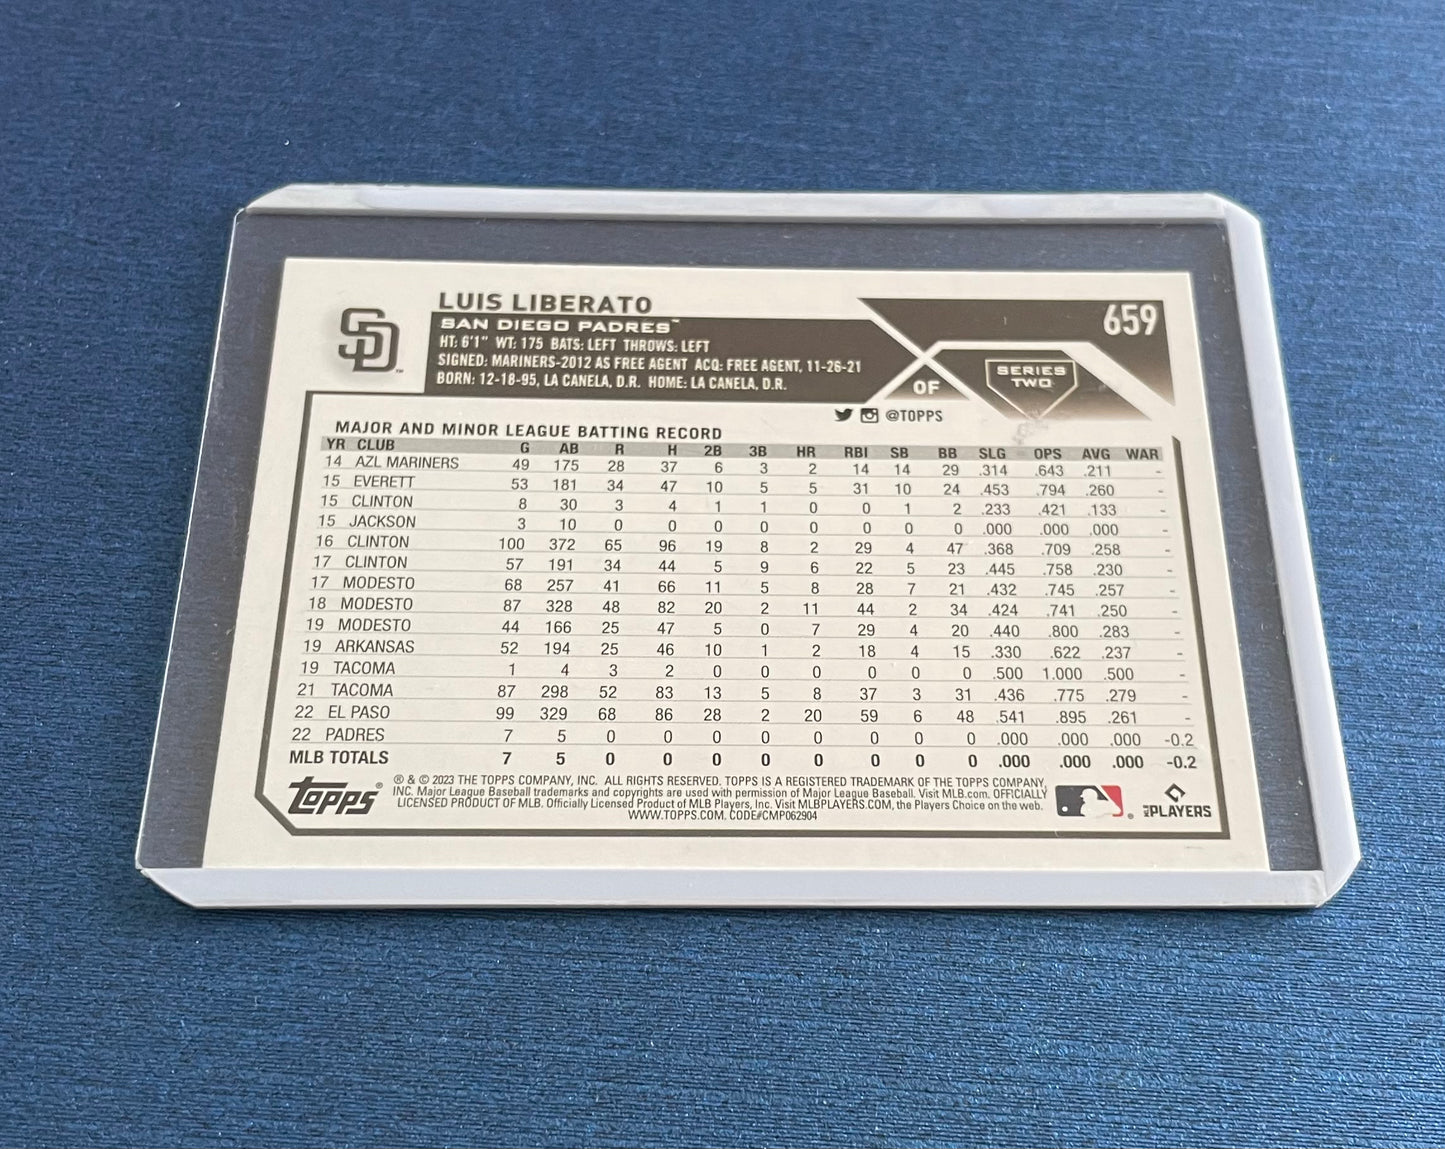 LUIS LIBERATO
659
SAN DIEGO PADRES™
HT: 6'1" WT: 175 BATS: LEFT THROWS: LEFT
SIGNED: MARINERS-2012 AS FREE AGENT ACQ: FREE AGENT, 11-26-21
BORN: 12-18-95, LA CANELA, D.R. HOME: LA CANELA, D.R.
SD™
OF
SERIES
TWO
@TOPPS
MAJOR AND MINOR LEAGUE BATTING RECORD
YR CLUB G AB R H 2B 3B HR RBI SB BB SLG OPS AVG WAR
14 AZL MARINERS 49 175 28 37 6 3 2 14 14 29 .314 .643 .211 -
15 EVERETT 53 181 34 47 10 5 5 31 10 24 .453 .794 .260 -
15 CLINTON 8 30 3 4 1 1 0 0 1 2 .233 .421 .133 -
15 JACKSON 3 10 0 0 0 0 0 0 0 0 .000 .000 .000 -
16 CLINTON 100 372 65 96 19 8 2 29 4 47 .368 .709 .258 -
17 CLINTON 57 191 34 44 5 9 6 22 5 23 .445 .758 .230 -
17 MODESTO 68 257 41 66 11 5 8 28 7 21 .432 .745 .257 -
18 MODESTO 87 328 48 82 20 2 11 44 2 34 .424 .741 .250 -
19 MODESTO 44 166 25 47 5 0 7 29 4 20 .440 .800 .283 -
19 ARKANSAS 52 194 25 46 10 1 2 18 4 15 .330 .622 .237 -
19 TACOMA 1 4 3 2 0 0 0 0 0 0 .500 1.000 .500 -
21 TACOMA 87 298 52 83 13 5 8 37 3 31 .436 .775 .279 -
22 EL PASO 99 329 68 86 28 2 20 59 6 48 .541 .895 .261 -
22 PADRES 7 5 0 0 0 0 0 0 0 0 .000 .000 .000 -0.2
MLB TOTALS 7 5 0 0 0 0 0 0 0 0 .000 .000 .000 -0.2
topps®
® & © 2023 THE TOPPS COMPANY, INC. ALL RIGHTS RESERVED. TOPPS IS A REGISTERED TRADEMARK OF THE TOPPS COMPANY,
INC. Major League Baseball trademarks and copyrights are used with permission of Major League Baseball. Visit MLB.com. OFFICIALLY
LICENSED PRODUCT OF MLB. Officially Licensed Product of MLB Players, Inc. Visit MLBPLAYERS.COM, the Players Choice on the web.
WWW.TOPPS.COM. CODE#CMP062904
MLB PLAYERS